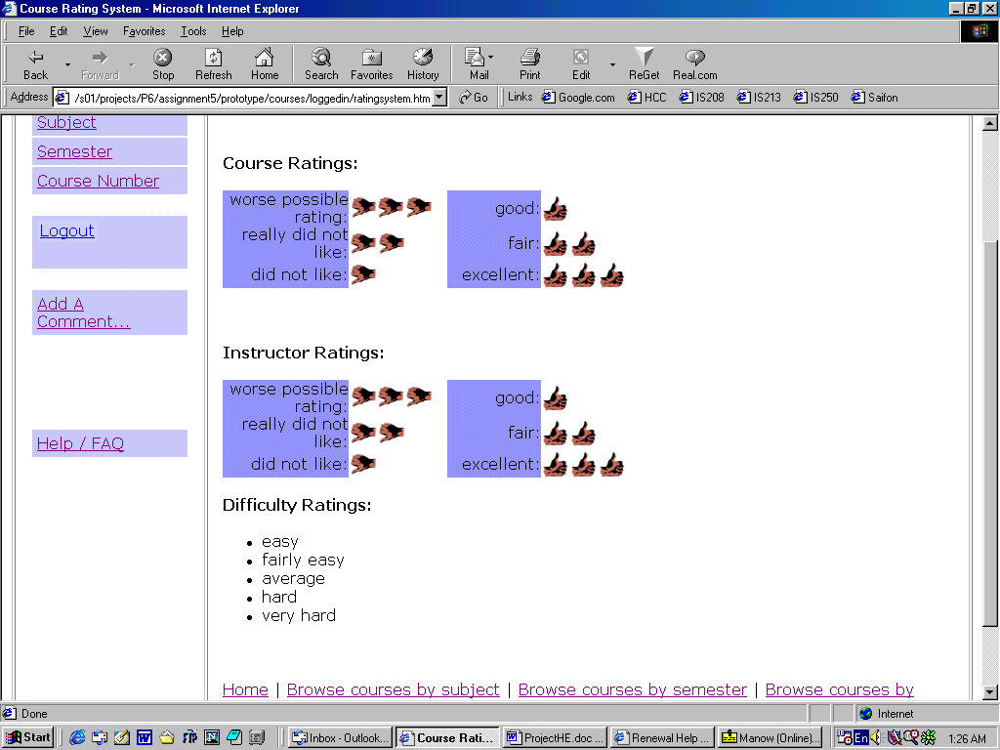 Course Rating System - Microsoft Internet Explorer
File Edit View Favorites Tools Help
Back Forward Stop Refresh Home Search Favorites History Mail Print Edit ReGet Real.com
Address /s01/projects/P6/assignment5/prototype/courses/loggedin/ratingsystem.htm Go Links Google.com HCC IS208 IS213 IS250 Saifon
Subject
Semester
Course Number
Logout
Add A
Comment...
Help / FAQ
Course Ratings:
worse possible
rating:
really did not
like:
did not like:
good:
fair:
excellent:
Instructor Ratings:
worse possible
rating:
really did not
like:
did not like:
good:
fair:
excellent:
Difficulty Ratings:
• easy
• fairly easy
• average
• hard
• very hard
Home | Browse courses by subject | Browse courses by semester | Browse courses by
Done Internet
Start Inbox - Outlook... Course Rati... ProjectHE.doc ... Renewal Help ... Manow (Online)... En 1:26 AM